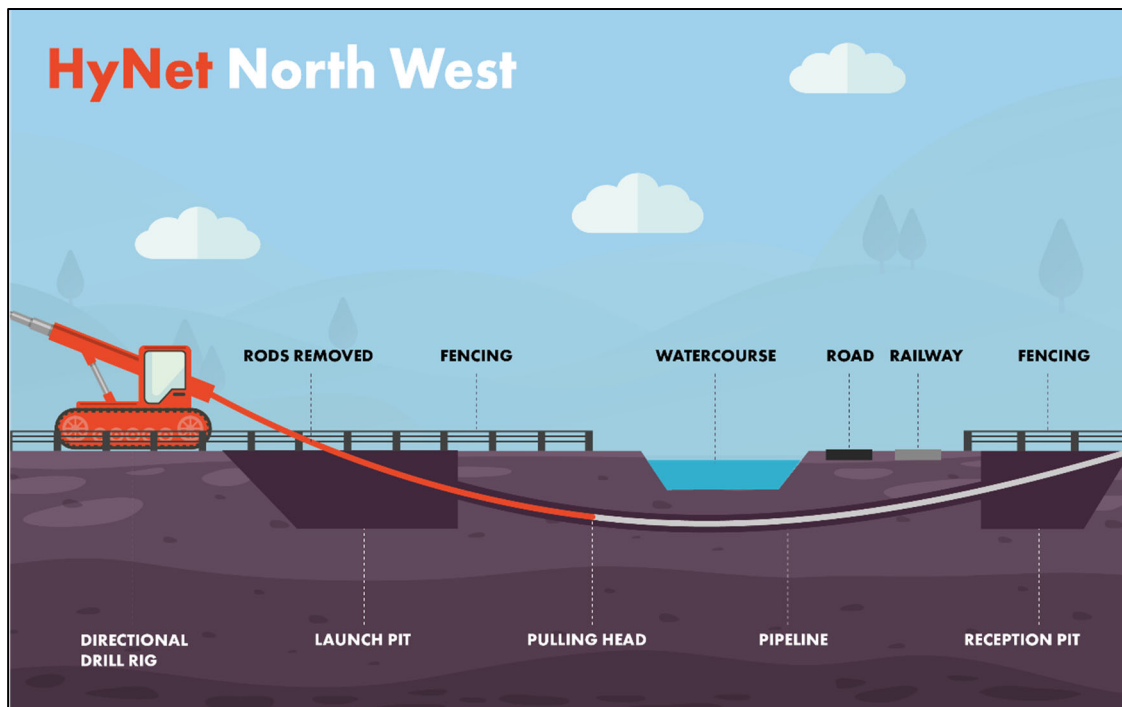 HyNet North West
RODS REMOVED
FENCING
WATERCOURSE
ROAD
RAILWAY
FENCING
DIRECTIONAL
DRILL RIG
LAUNCH PIT
PULLING HEAD
PIPELINE
RECEPTION PIT